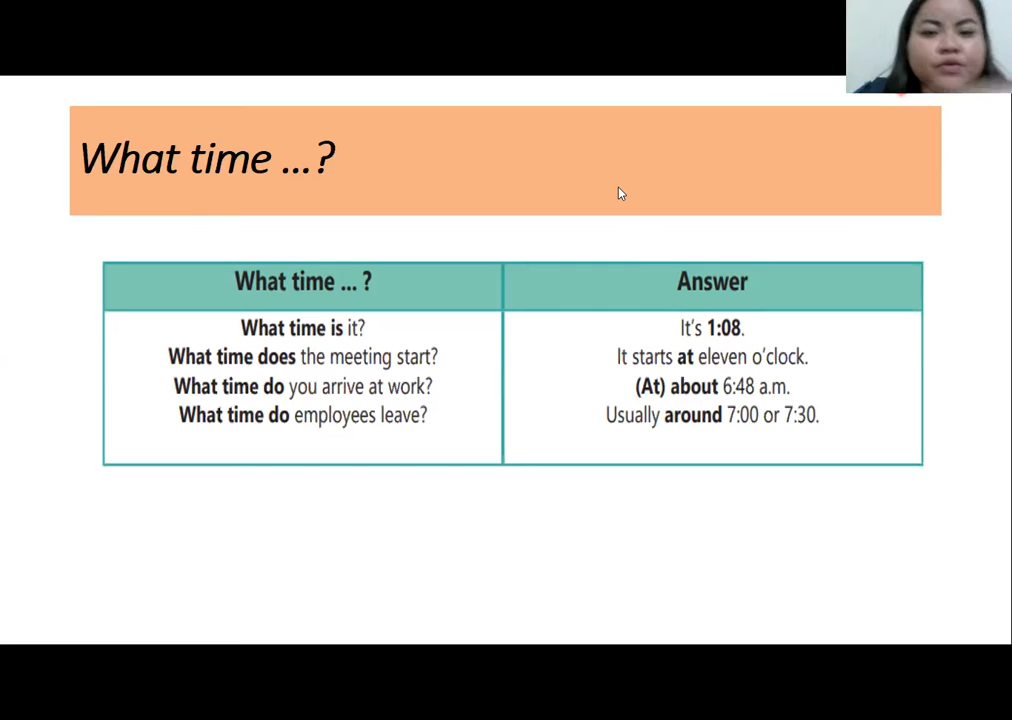 What time ...?
What time ... ?
Answer
What time is it?
It's 1:08.
What time does the meeting start?
It starts at eleven o'clock.
What time do you arrive at work?
(At) about 6:48 a.m.
What time do employees leave?
Usually around 7:00 or 7:30.